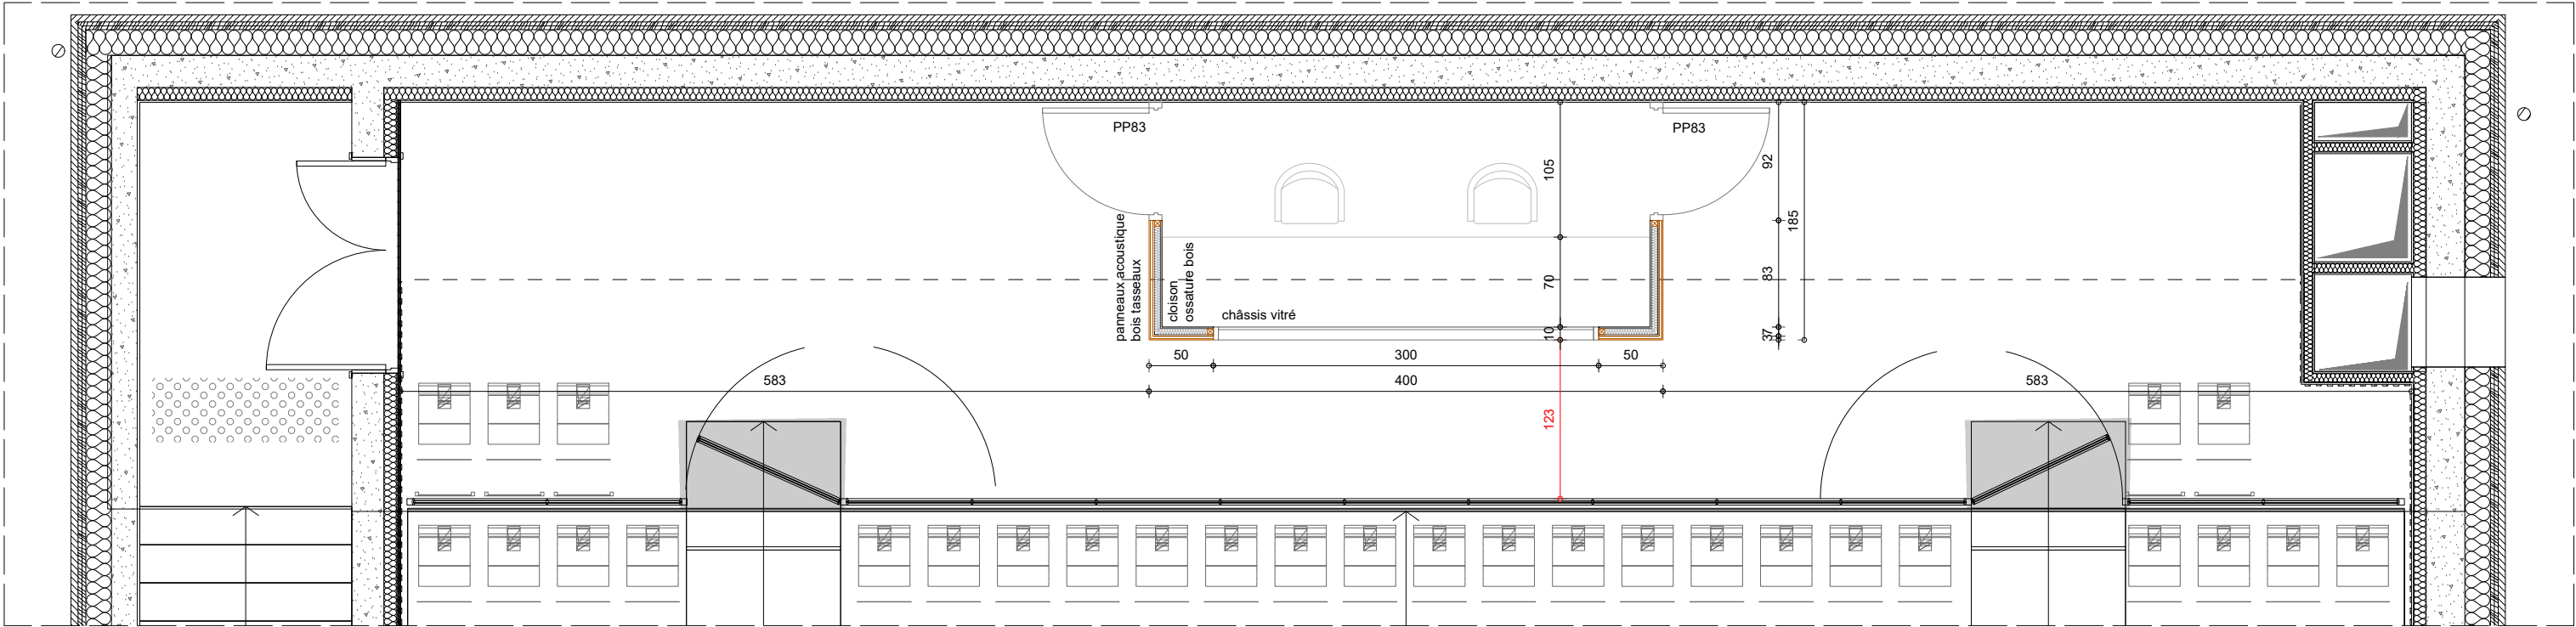 PP83
PP83
105
92
185
panneaux acoustique
bois tasseaux
cloison
ossature bois
70
83
châssis vitré
10
37
50
300
50
583
400
583
123